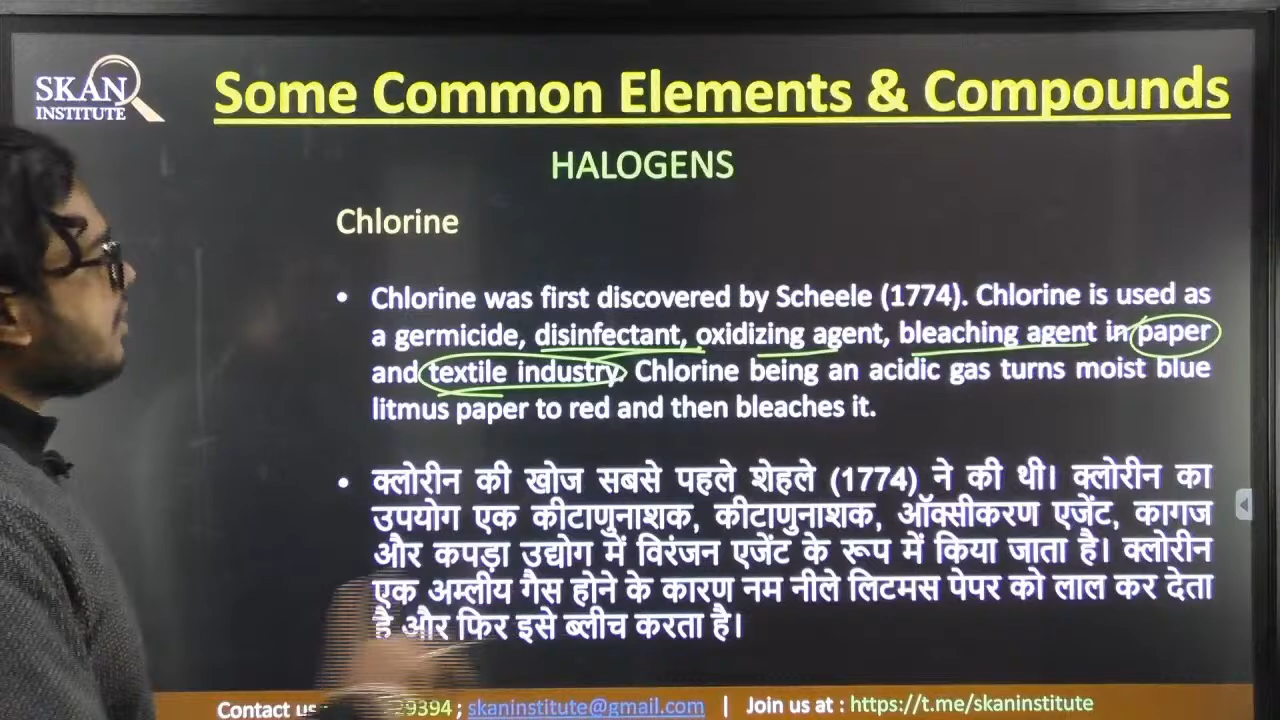 SKAN
INSTITUTE
Some Common Elements & Compounds
HALOGENS
Chlorine
• Chlorine was first discovered by Scheele (1774). Chlorine is used as
a germicide, disinfectant, oxidizing agent, bleaching agent in paper
and textile industry. Chlorine being an acidic gas turns moist blue
litmus paper to red and then bleaches it.
• क्लोरीन की खोज सबसे पहले शेहले (1774) ने की थी। क्लोरीन का
उपयोग एक कीटाणुनाशक, कीटाणुनाशक, ऑक्सीकरण एजेंट, कागज
और कपड़ा उद्योग में विरंजन एजेंट के रूप में किया जाता है। क्लोरीन
एक अम्लीय गैस होने के कारण नम नीले लिटमस पेपर को लाल कर देता
है और फिर इसे ब्लीच करता है।
Contact us 29394 ; skaninstitute@gmail.com | Join us at : https://t.me/skaninstitute